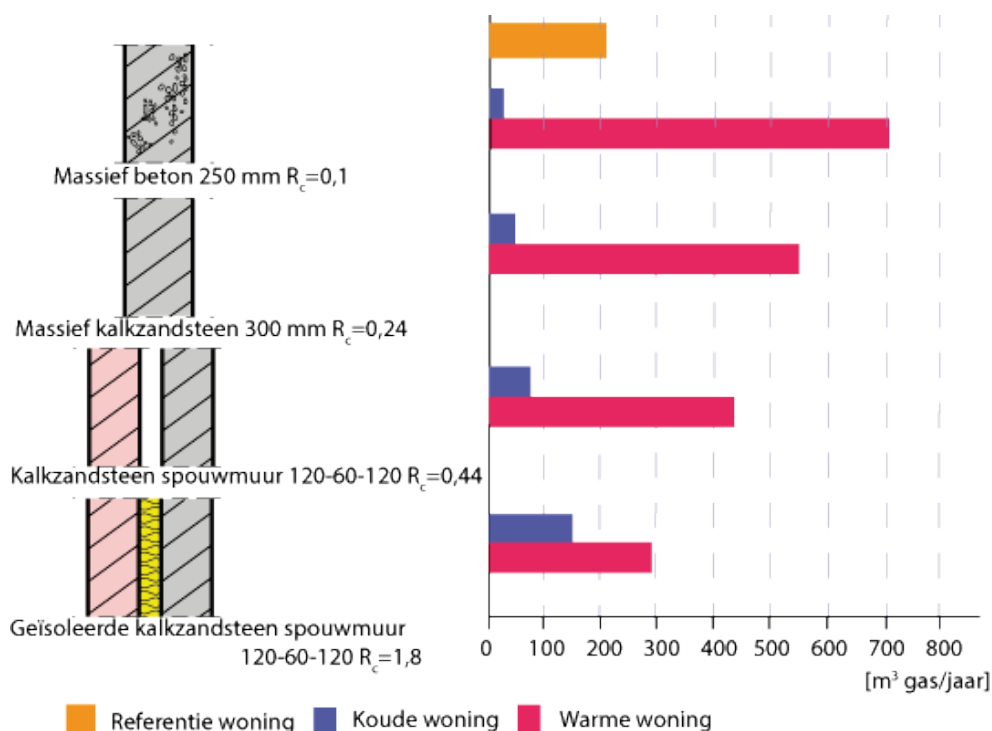 Massief beton 250 mm Rc=0,1
Massief kalkzandsteen 300 mm Rc=0,24
Kalkzandsteen spouwmuur 120-60-120 Rc=0,44
Geïsoleerde kalkzandsteen spouwmuur
120-60-120 Rc=1,8
0 100 200 300 400 500 600 700 800
[m³ gas/jaar]
Referentie woning Koude woning Warme woning